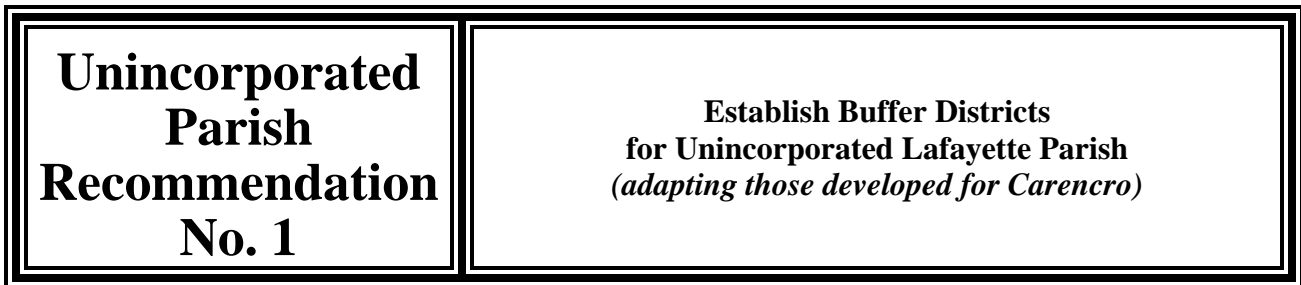 Unincorporated
Parish
Recommendation
No. 1
Establish Buffer Districts
for Unincorporated Lafayette Parish
(adapting those developed for Carencro)